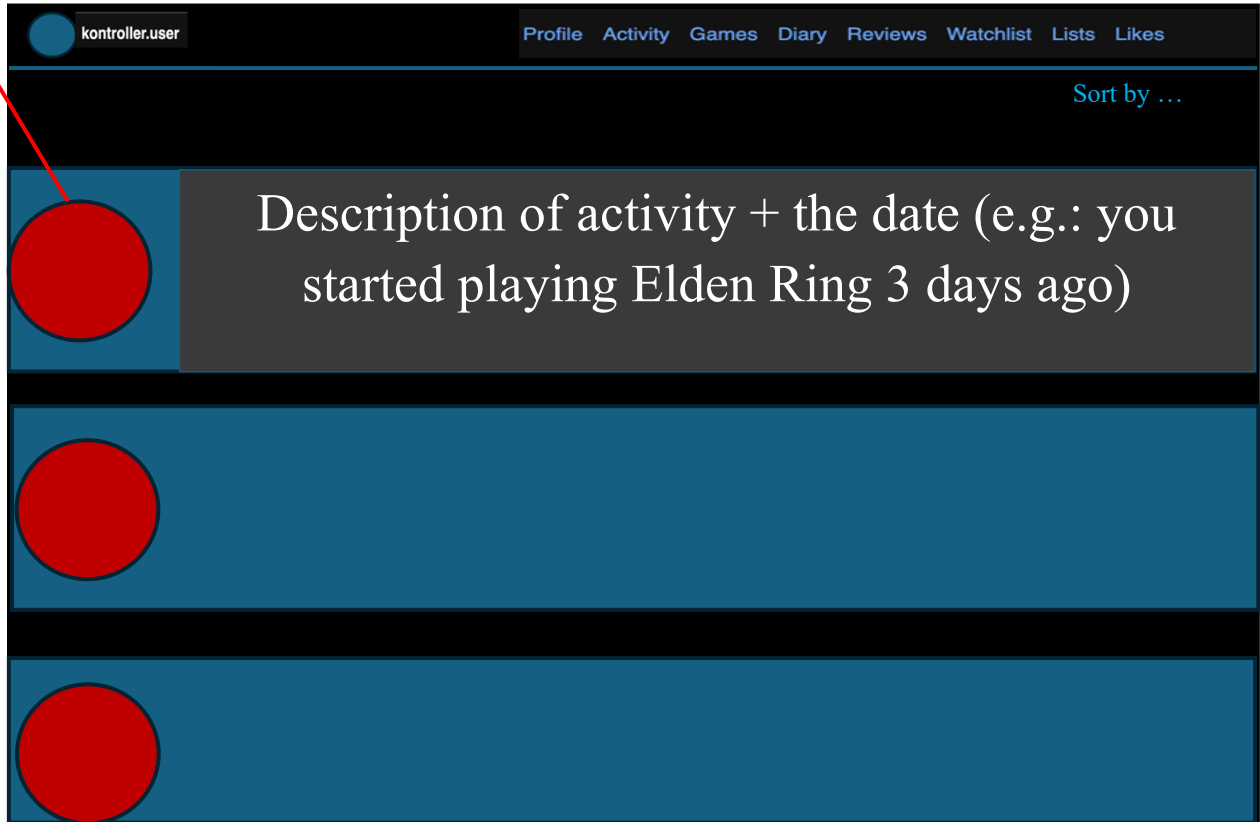 kontroller.user
Profile Activity Games Diary Reviews Watchlist Lists Likes
Sort by …
Description of activity + the date (e.g.: you
started playing Elden Ring 3 days ago)